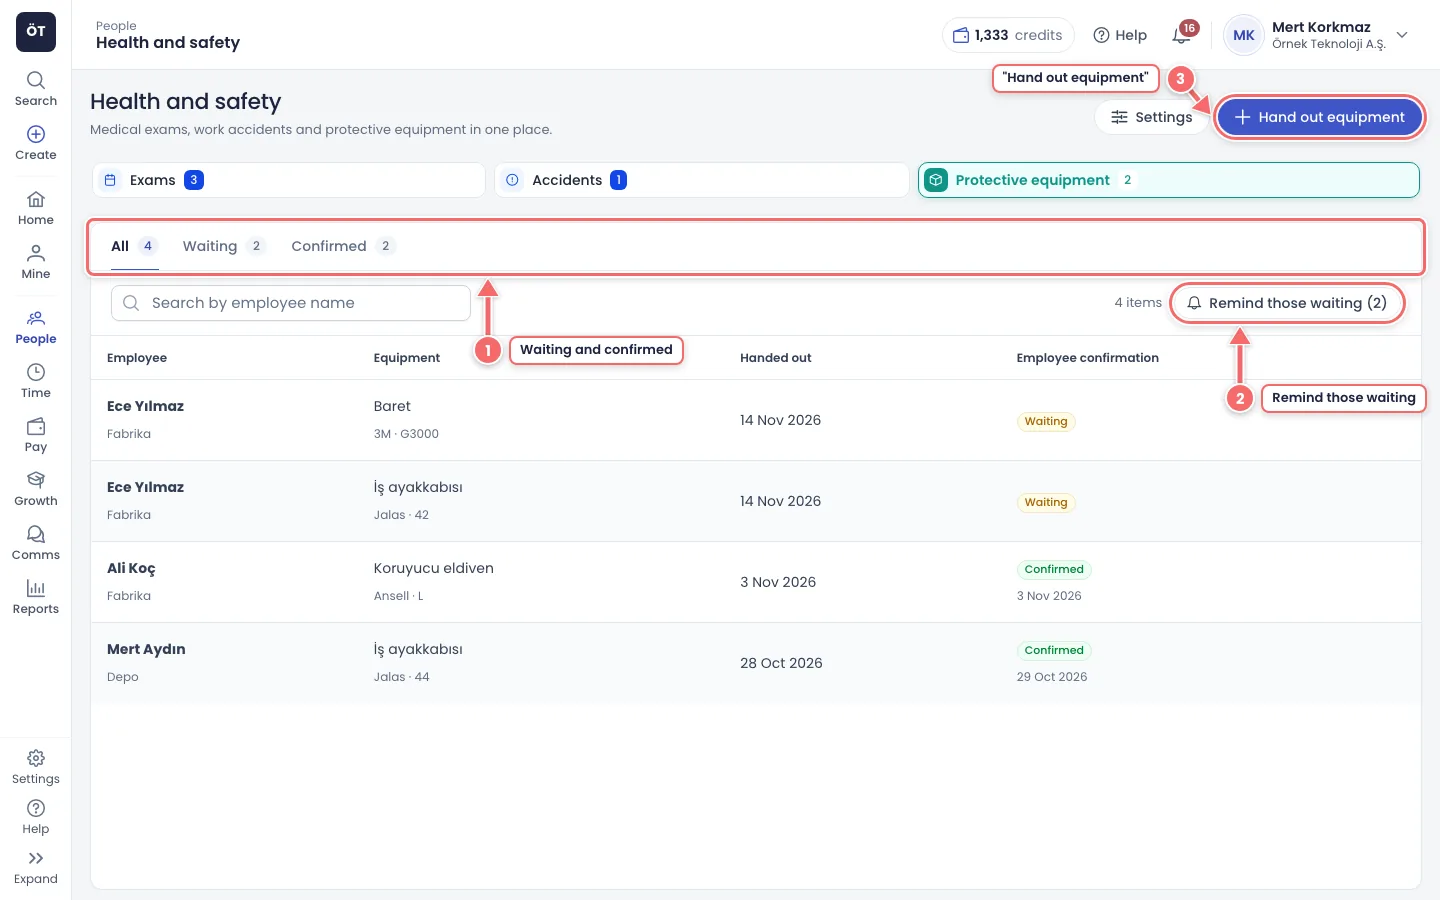 ÖT
People
Health and safety
1,333 credits
Help
16
MK
Mert Korkmaz
Örnek Teknoloji A.Ş.
Search
Create
Home
Mine
People
Time
Pay
Growth
Comms
Reports
Settings
Help
Expand
Health and safety
Medical exams, work accidents and protective equipment in one place.
"Hand out equipment"
3
Settings
Hand out equipment
Exams 3
Accidents 1
Protective equipment 2
All 4
Waiting 2
Confirmed 2
Search by employee name
4 items
Remind those waiting (2)
1
Waiting and confirmed
2
Remind those waiting
Employee
Equipment
Handed out
Employee confirmation
Ece Yılmaz
Fabrika
Baret
3M · G3000
14 Nov 2026
Waiting
Ece Yılmaz
Fabrika
İş ayakkabısı
Jalas · 42
14 Nov 2026
Waiting
Ali Koç
Fabrika
Koruyucu eldiven
Ansell · L
3 Nov 2026
Confirmed
3 Nov 2026
Mert Aydın
Depo
İş ayakkabısı
Jalas · 44
28 Oct 2026
Confirmed
29 Oct 2026